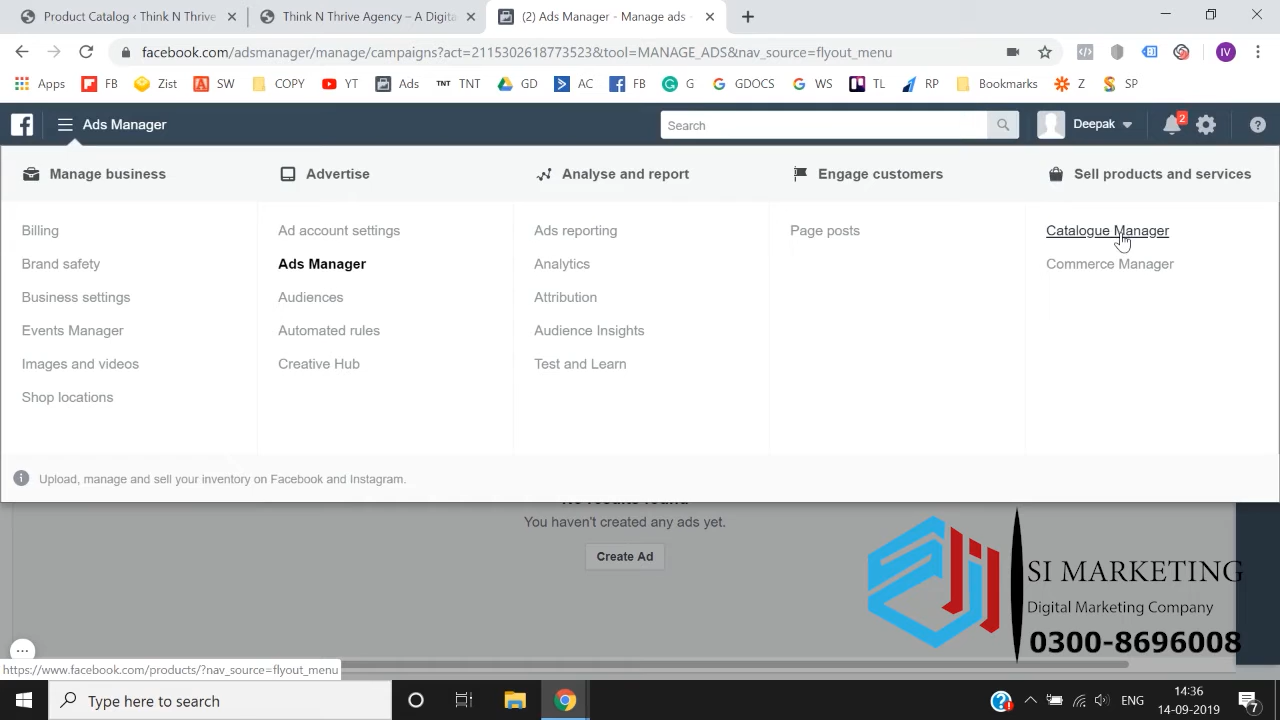 Product Catalog ‹ Think N Thrive
Think N Thrive Agency – A Digita
(2) Ads Manager - Manage ads
facebook.com/adsmanager/manage/campaigns?act=2115302618773523&tool=MANAGE_ADS&nav_source=flyout_menu
IV
Apps FB Zist SW COPY YT Ads TNT TNT GD AC FB G GDOCS WS TL RP Bookmarks Z SP
Ads Manager
Search
Deepak
2
Manage business
Billing
Brand safety
Business settings
Events Manager
Images and videos
Shop locations
Advertise
Ad account settings
Ads Manager
Audiences
Automated rules
Creative Hub
Analyse and report
Ads reporting
Analytics
Attribution
Audience Insights
Test and Learn
Engage customers
Page posts
Sell products and services
Catalogue Manager
Commerce Manager
Upload, manage and sell your inventory on Facebook and Instagram.
No results found
You haven't created any ads yet.
Create Ad
SI MARKETING
Digital Marketing Company
0300-8696008
https://www.facebook.com/products/?nav_source=flyout_menu
Type here to search
ENG
14:36
14-09-2019
7